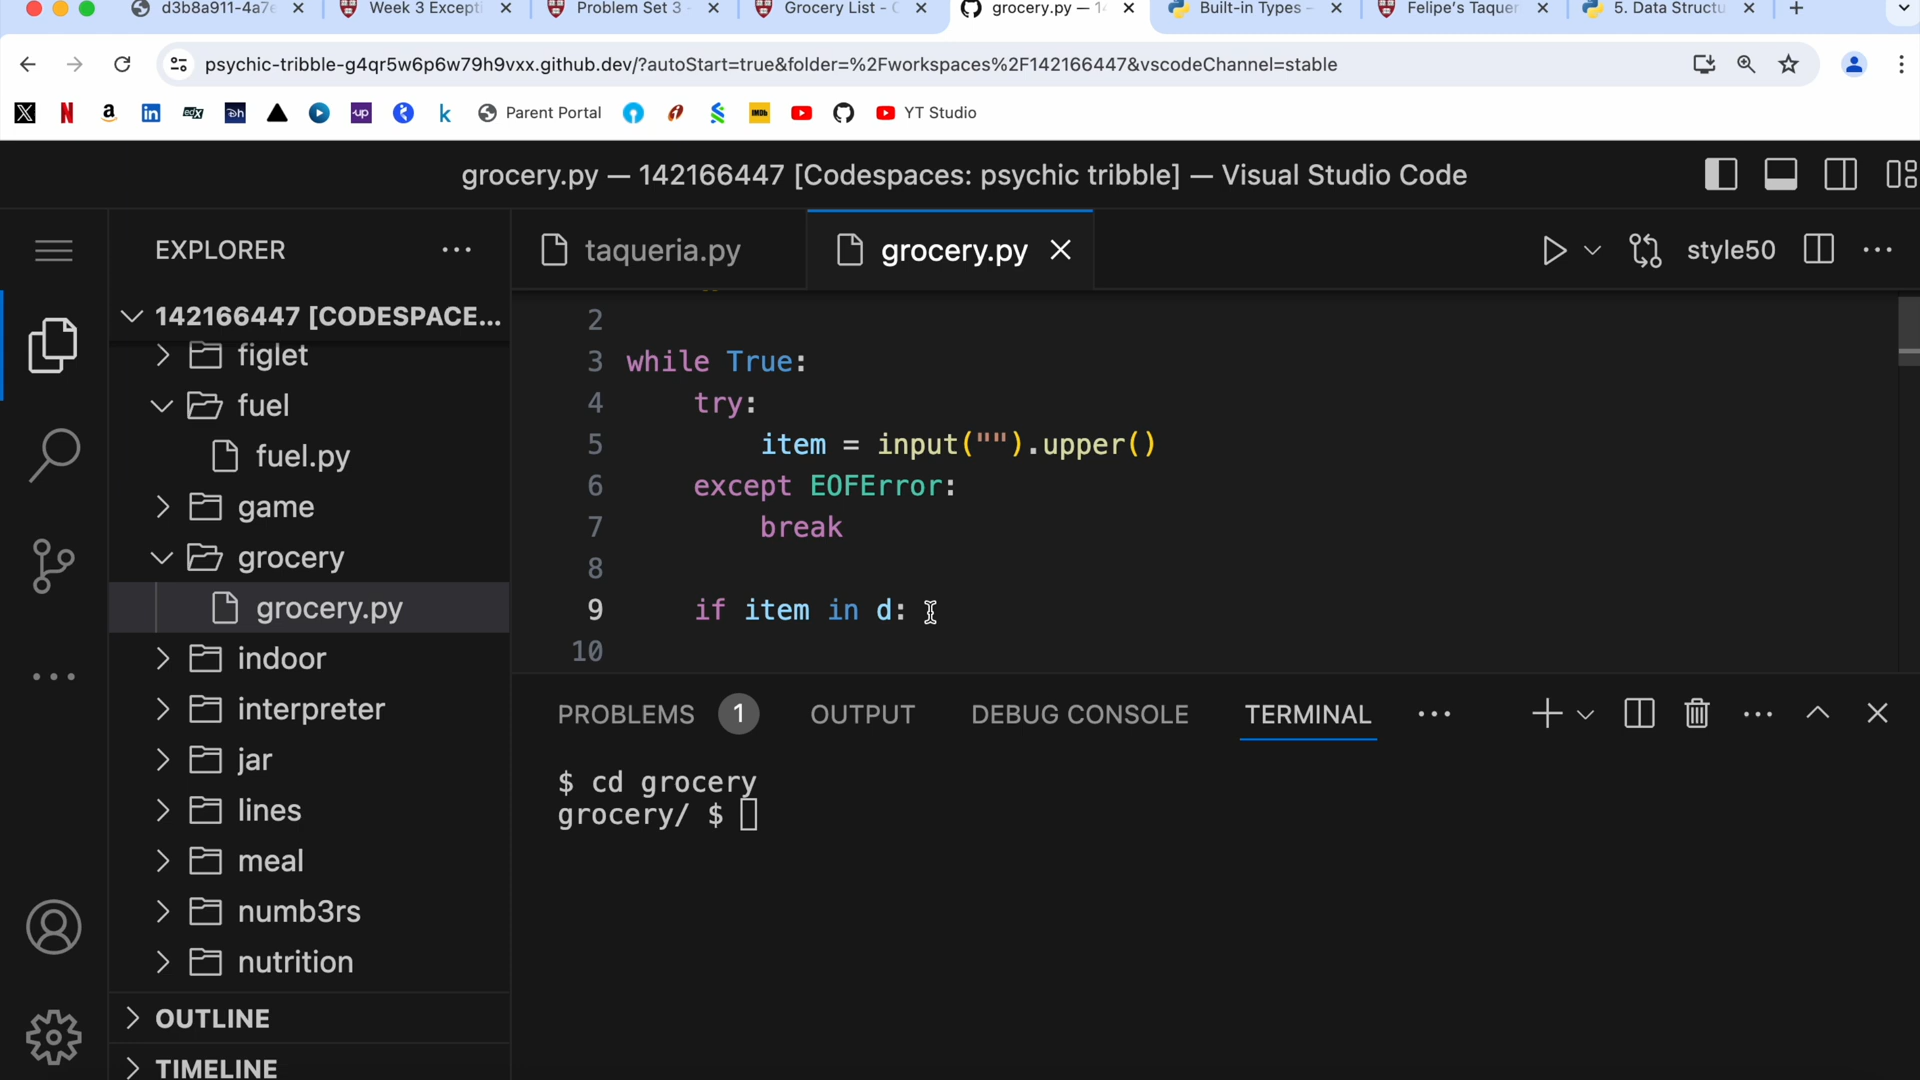 d3b8a911-4a7e
Week 3 Except
Problem Set 3 -
Grocery List - C
grocery.py — 1
Built-in Types -
Felipe's Taquer
5. Data Structu
psychic-tribble-g4qr5w6p6w79h9vxx.github.dev/?autoStart=true&folder=%2Fworkspaces%2F142166447&vscodeChannel=stable
Parent Portal
YT Studio
grocery.py — 142166447 [Codespaces: psychic tribble] — Visual Studio Code
EXPLORER
taqueria.py
grocery.py
style50
142166447 [CODESPACE...
figlet
fuel
fuel.py
game
grocery
grocery.py
indoor
interpreter
jar
lines
meal
numb3rs
nutrition
OUTLINE
TIMELINE
2
3 while True:
4 try:
5 item = input("").upper()
6 except EOFError:
7 break
8
9 if item in d:
10
PROBLEMS 1 OUTPUT DEBUG CONSOLE TERMINAL
$ cd grocery
grocery/ $